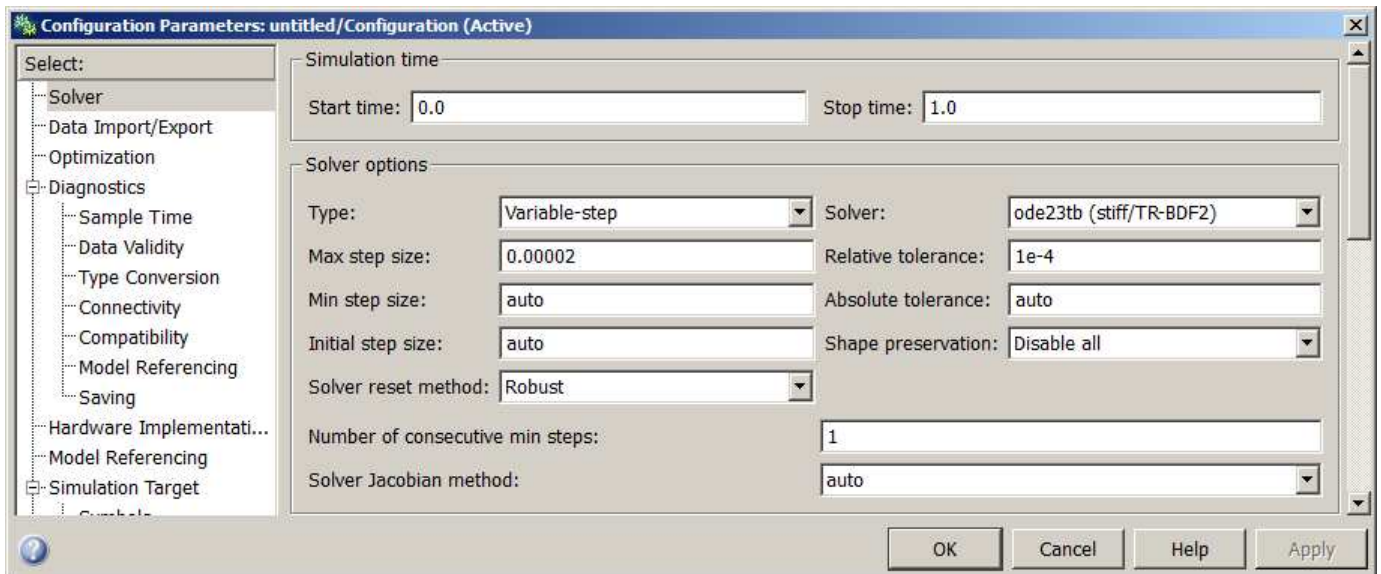 Configuration Parameters: untitled/Configuration (Active)
Select:
Solver
Data Import/Export
Optimization
Diagnostics
Sample Time
Data Validity
Type Conversion
Connectivity
Compatibility
Model Referencing
Saving
Hardware Implementati...
Model Referencing
Simulation Target
Simulation time
Start time: 0.0 Stop time: 1.0
Solver options
Type: Variable-step Solver: ode23tb (stiff/TR-BDF2)
Max step size: 0.00002 Relative tolerance: 1e-4
Min step size: auto Absolute tolerance: auto
Initial step size: auto Shape preservation: Disable all
Solver reset method: Robust
Number of consecutive min steps: 1
Solver Jacobian method: auto
OK Cancel Help Apply